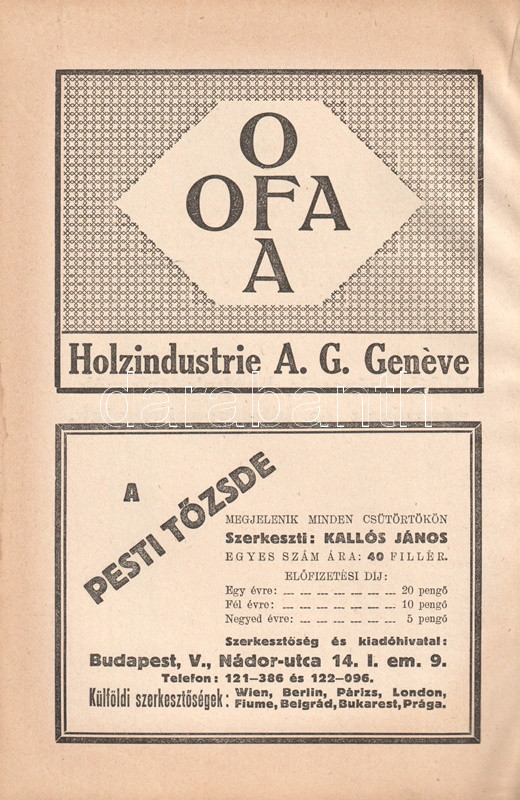 O
OFA
A
Holzindustrie A. G. Genève
darabanth
A
PESTI TŐZSDE
MEGJELENIK MINDEN CSÜTÖRTÖKÖN
Szerkeszti: KALLÓS JÁNOS
EGYES SZÁM ÁRA: 40 FILLÉR.
ELŐFIZETÉSI DÍJ:
Egy évre: — — — — — — — 20 pengő
Fél évre: — — — — — — — 10 pengő
Negyed évre: — — — — — — 5 pengő
Szerkesztőség és kiadóhivatal:
Budapest, V., Nádor-utca 14. I. em. 9.
Telefon: 121—386 és 122—096.
Külföldi szerkesztőségek: Wien, Berlin, Párizs, London,
Fiume, Belgrád, Bukarest, Prága.